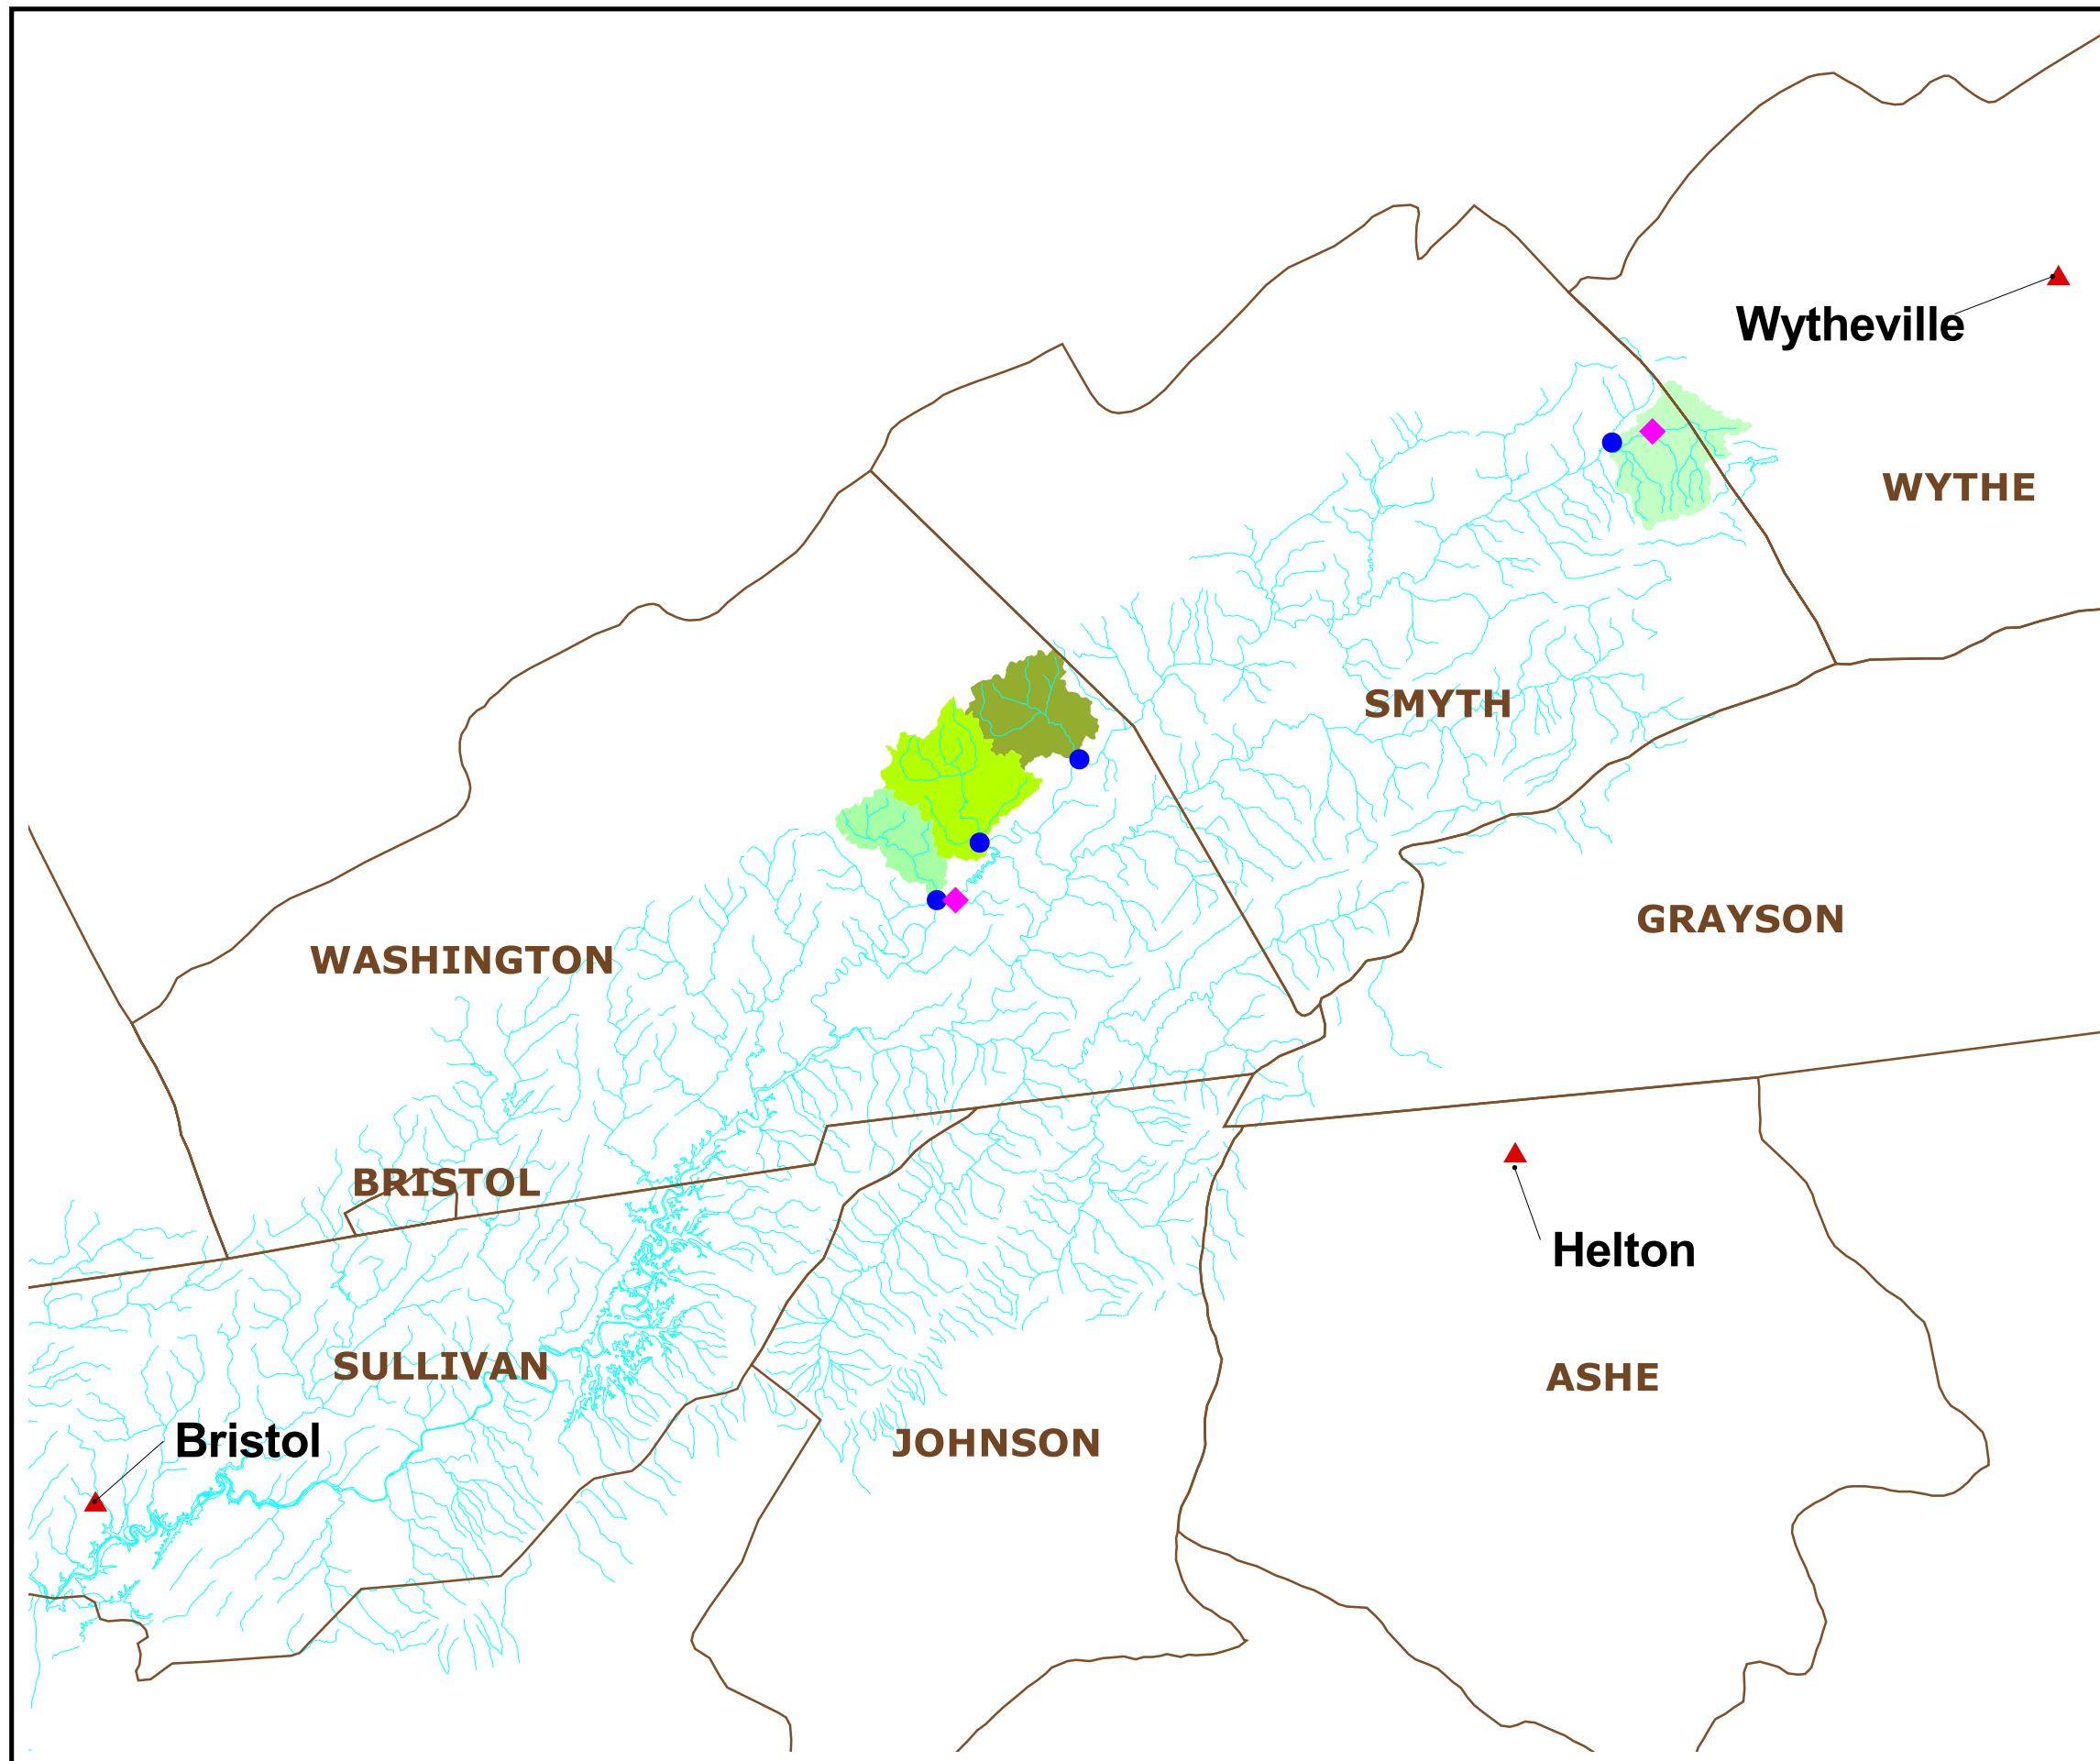 Wytheville
WYTHE
SMYTH
GRAYSON
WASHINGTON
BRISTOL
Helton
SULLIVAN
ASHE
Bristol
JOHNSON